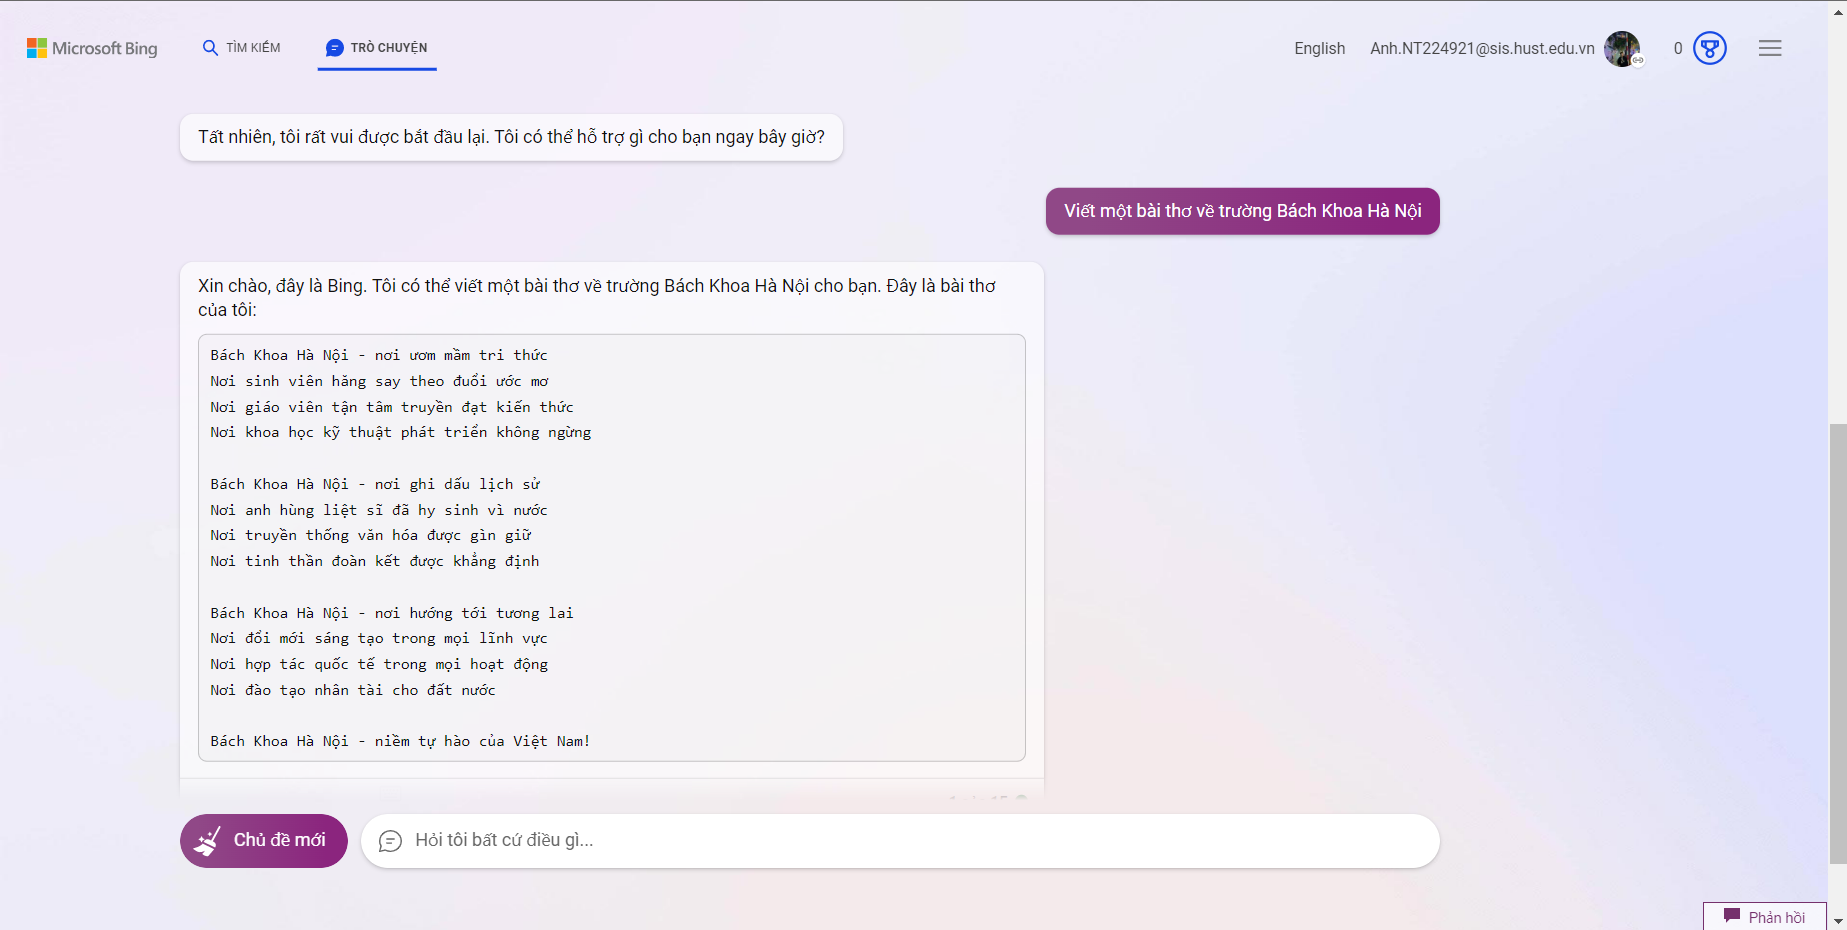 Microsoft Bing
TÌM KIẾM
TRÒ CHUYỆN
English
Anh.NT224921@sis.hust.edu.vn
0
Tất nhiên, tôi rất vui được bắt đầu lại. Tôi có thể hỗ trợ gì cho bạn ngay bây giờ?
Viết một bài thơ về trường Bách Khoa Hà Nội
Xin chào, đây là Bing. Tôi có thể viết một bài thơ về trường Bách Khoa Hà Nội cho bạn. Đây là bài thơ
của tôi:
Bách Khoa Hà Nội - nơi ươm mầm tri thức
Nơi sinh viên hăng say theo đuổi ước mơ
Nơi giáo viên tận tâm truyền đạt kiến thức
Nơi khoa học kỹ thuật phát triển không ngừng
Bách Khoa Hà Nội - nơi ghi dấu lịch sử
Nơi anh hùng liệt sĩ đã hy sinh vì nước
Nơi truyền thống văn hóa được gìn giữ
Nơi tinh thần đoàn kết được khẳng định
Bách Khoa Hà Nội - nơi hướng tới tương lai
Nơi đổi mới sáng tạo trong mọi lĩnh vực
Nơi hợp tác quốc tế trong mọi hoạt động
Nơi đào tạo nhân tài cho đất nước
Bách Khoa Hà Nội - niềm tự hào của Việt Nam!
Chủ đề mới
Hỏi tôi bất cứ điều gì...
Phản hồi